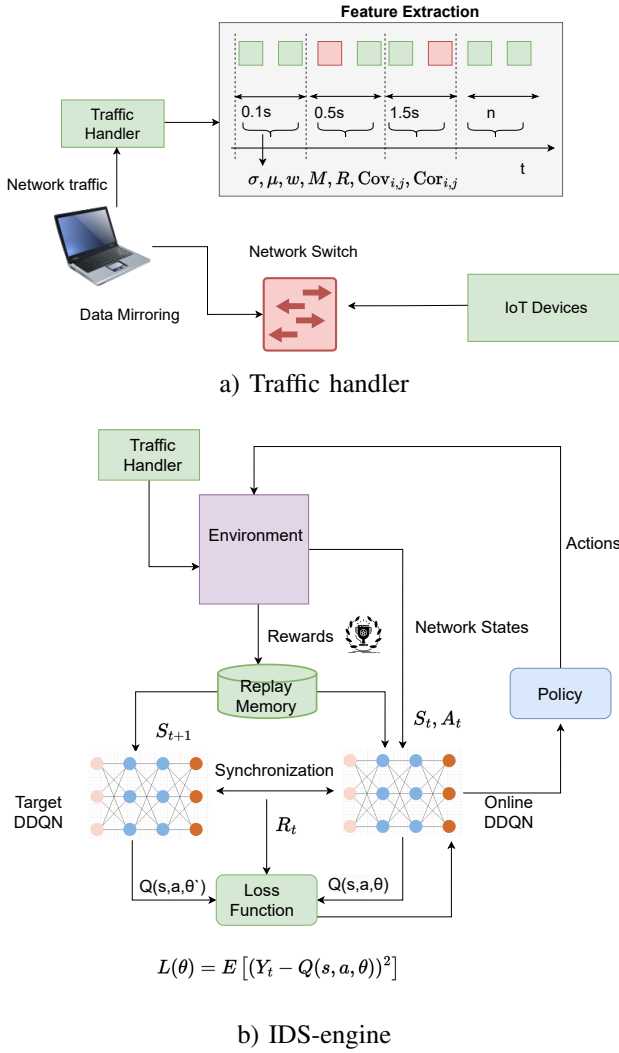 Feature Extraction
0.1s 0.5s 1.5s n
t
σ, μ, w, M, R, Cov_{i,j}, Cor_{i,j}
Traffic
Handler
Network traffic
Network Switch
Data Mirroring
IoT Devices
a) Traffic handler
Traffic
Handler
Environment
Actions
Rewards
Network States
Replay
Memory
Policy
S_{t+1}
S_t, A_t
Synchronization
Target
DDQN
Online
DDQN
R_t
Q(s,a,θ`)
Q(s,a,θ)
Loss
Function
L(θ) = E [(Y_t − Q(s, a, θ))^2]
b) IDS-engine